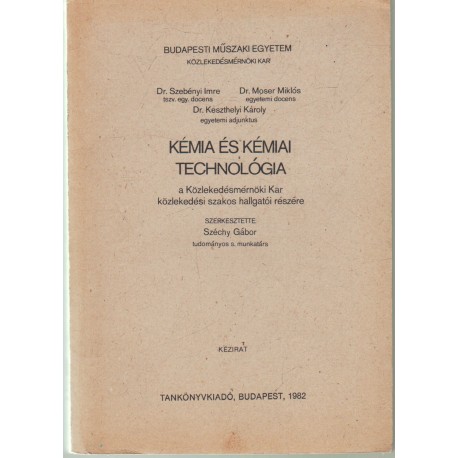 BUDAPESTI MŰSZAKI EGYETEM
KÖZLEKEDÉSMÉRNÖKI KAR
Dr. Szebényi Imre Dr. Moser Miklós
tszv. egy. docens egyetemi docens
Dr. Keszthelyi Károly
egyetemi adjunktus
KÉMIA ÉS KÉMIAI
TECHNOLÓGIA
a Közlekedésmérnöki Kar
közlekedési szakos hallgatói részére
SZERKESZTETTE:
Széchy Gábor
tudományos s. munkatárs
KÉZIRAT
TANKÖNYVKIADÓ, BUDAPEST, 1982